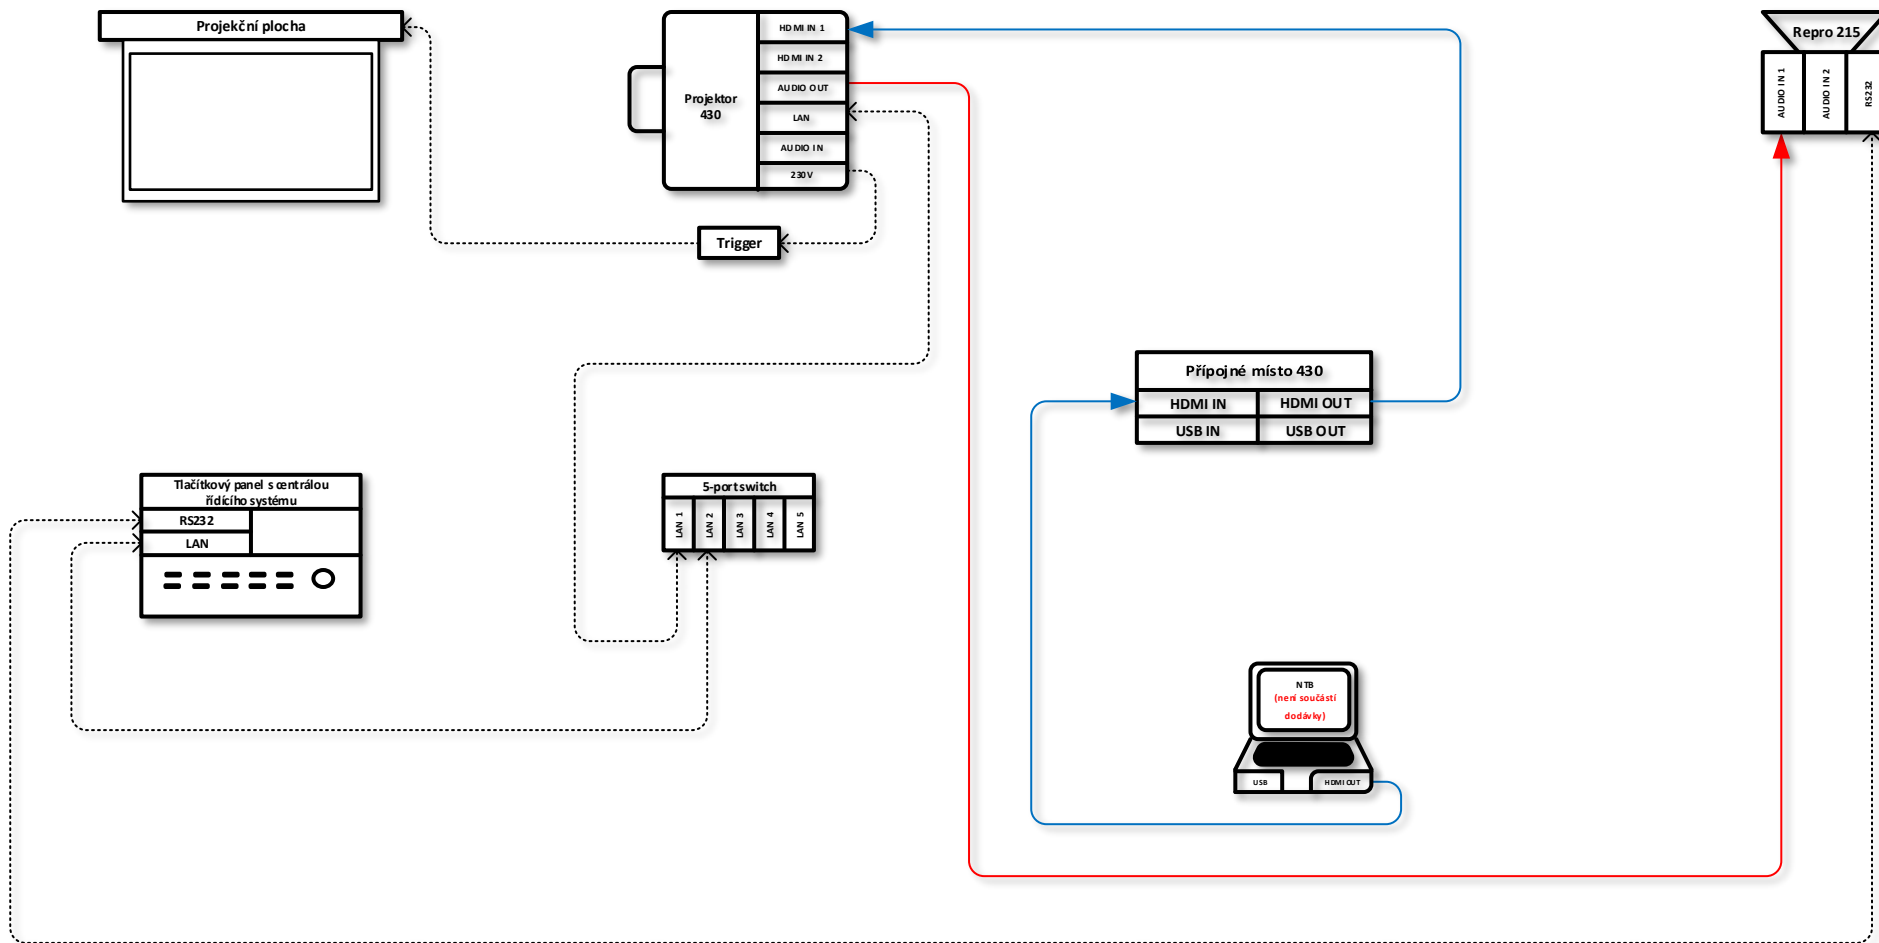 Projekční plocha
Projektor
430
HDMI IN 1
HDMI IN 2
AUDIO OUT
LAN
AUDIO IN
230V
Trigger
Repro 215
AUDIO IN 1
AUDIO IN 2
RS232
Přípojné místo 430
HDMI IN
HDMI OUT
USB IN
USB OUT
Tlačítkový panel s centrálou
řídícího systému
RS232
LAN
5-port switch
LAN 1
LAN 2
LAN 3
LAN 4
LAN 5
NTB
(není součástí
dodávky)
USB
HDMI OUT